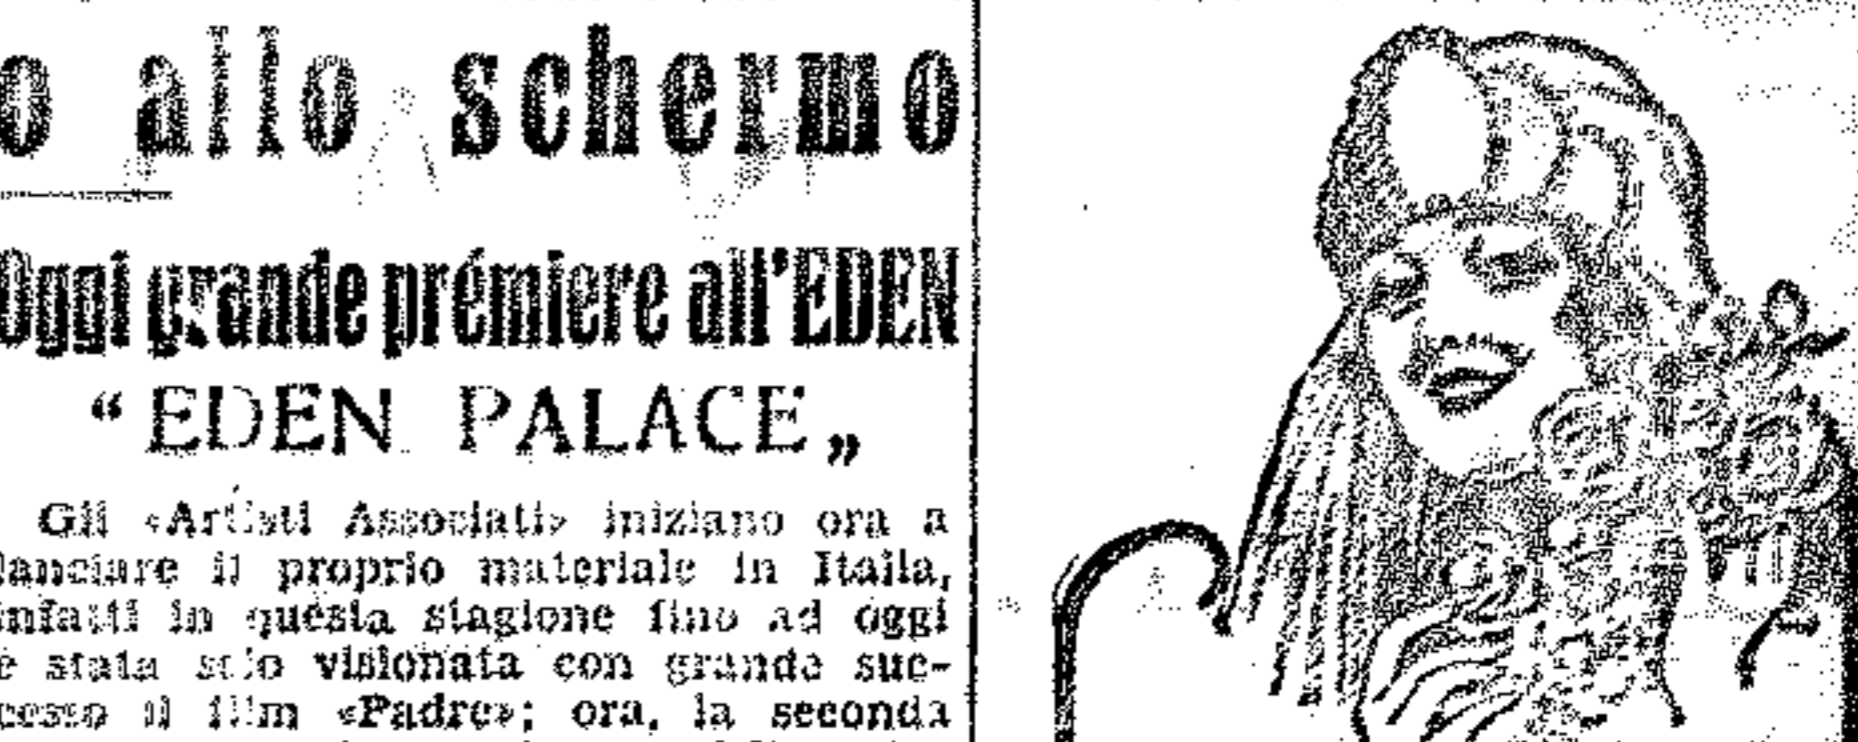 o allo schermo
Oggi grande prémiere all'EDEN
“EDEN PALACE„
Gli «Artisti Associati» iniziano ora a
lanciare il proprio materiale in Italia,
infatti in questa stagione fino ad oggi
è stata solo visionata con grande suc-
cesso il film «Padre»; ora, la seconda